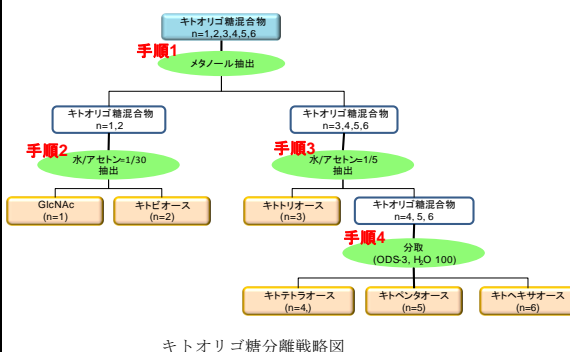 キトオリゴ糖混合物
n=1,2,3,4,5,6
手順1
メタノール抽出
キトオリゴ糖混合物
n=1,2
キトオリゴ糖混合物
n=3,4,5,6
手順2
水/アセトン=1/30
抽出
手順3
水/アセトン=1/5
抽出
GlcNAc
(n=1)
キトビオース
(n=2)
キトトリオース
(n=3)
キトオリゴ糖混合物
n=4, 5, 6
手順4
分取
(ODS-3, H₂O 100)
キトテトラオース
(n=4,)
キトペンタオース
(n=5)
キトヘキサオース
(n=6)
キトオリゴ糖分離戦略図